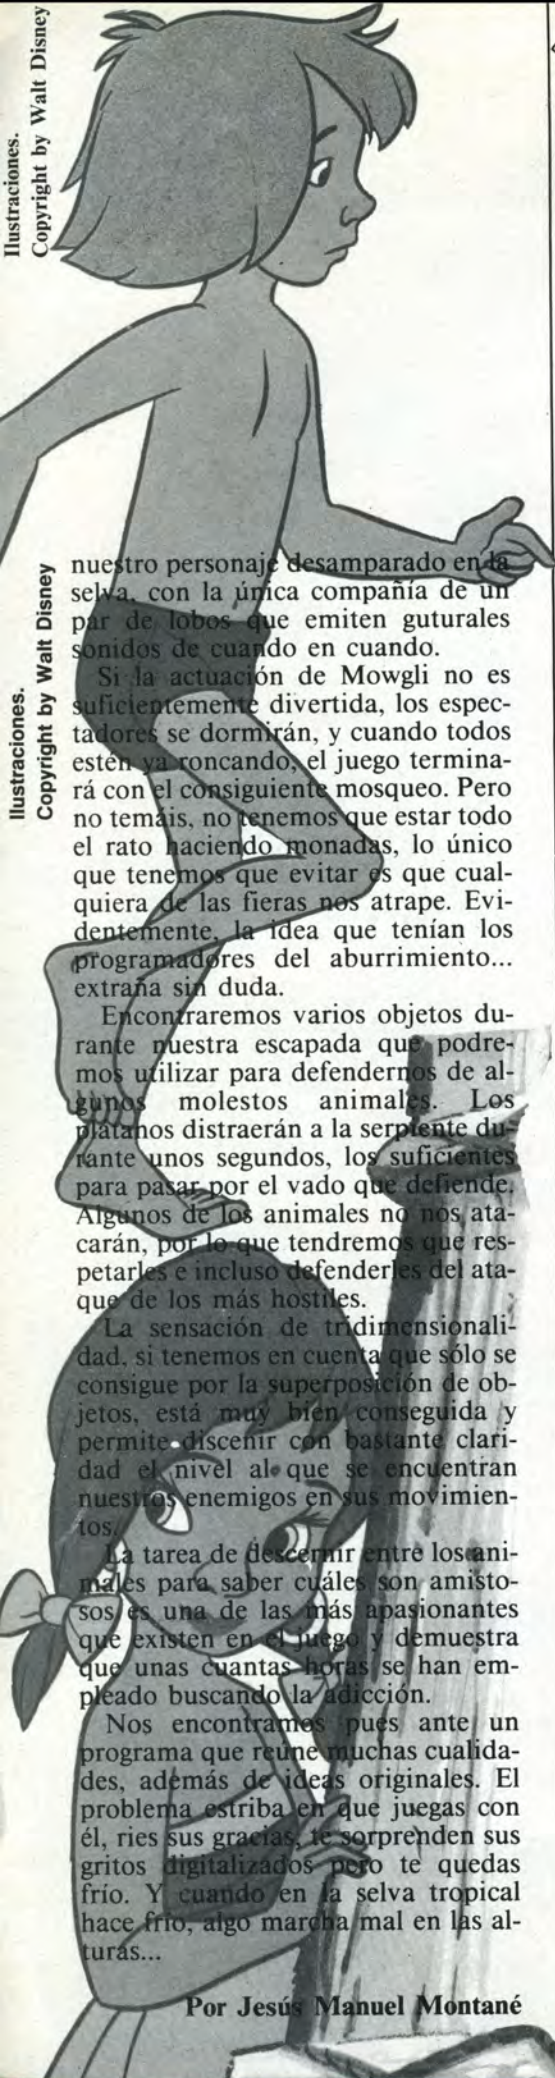 Ilustraciones.
Copyright by Walt Disney
Ilustraciones.
Copyright by Walt Disney
nuestro personaje desamparado en la
selva, con la única compañía de un
par de lobos que emiten guturales
sonidos de cuando en cuando.
Si la actuación de Mowgli no es
suficientemente divertida, los espec-
tadores se dormirán, y cuando todos
estén ya roncando, el juego termina-
rá con el consiguiente mosqueo. Pero
no temáis, no tenemos que estar todo
el rato haciendo monadas, lo único
que tenemos que evitar es que cual-
quiera de las fieras nos atrape. Evi-
dentemente, la idea que tenían los
programadores del aburrimiento...
extraña sin duda.
Encontraremos varios objetos du-
rante nuestra escapada que podre-
mos utilizar para defendernos de al-
gunos molestos animales. Los
plátanos distraerán a la serpiente du-
rante unos segundos, los suficientes
para pasar por el vado que defiende.
Algunos de los animales no nos ata-
carán, por lo que tendremos que res-
petarles e incluso defenderles del ata-
que de los más hostiles.
La sensación de tridimensionali-
dad, si tenemos en cuenta que sólo se
consigue por la superposición de ob-
jetos, está muy bien conseguida y
permite discenir con bastante clari-
dad el nivel al que se encuentran
nuestros enemigos en sus movimien-
tos.
La tarea de descernir entre los ani-
males para saber cuáles son amisto-
sos, es una de las más apasionantes
que existen en el juego y demuestra
que unas cuantas horas se han em-
pleado buscando la adicción.
Nos encontramos pues ante un
programa que reúne muchas cualida-
des, además de ideas originales. El
problema estriba en que juegas con
él, ries sus gracias, te sorprenden sus
gritos digitalizados pero te quedas
frío. Y cuando en la selva tropical
hace frío, algo marcha mal en las al-
turas...
Por Jesús Manuel Montané